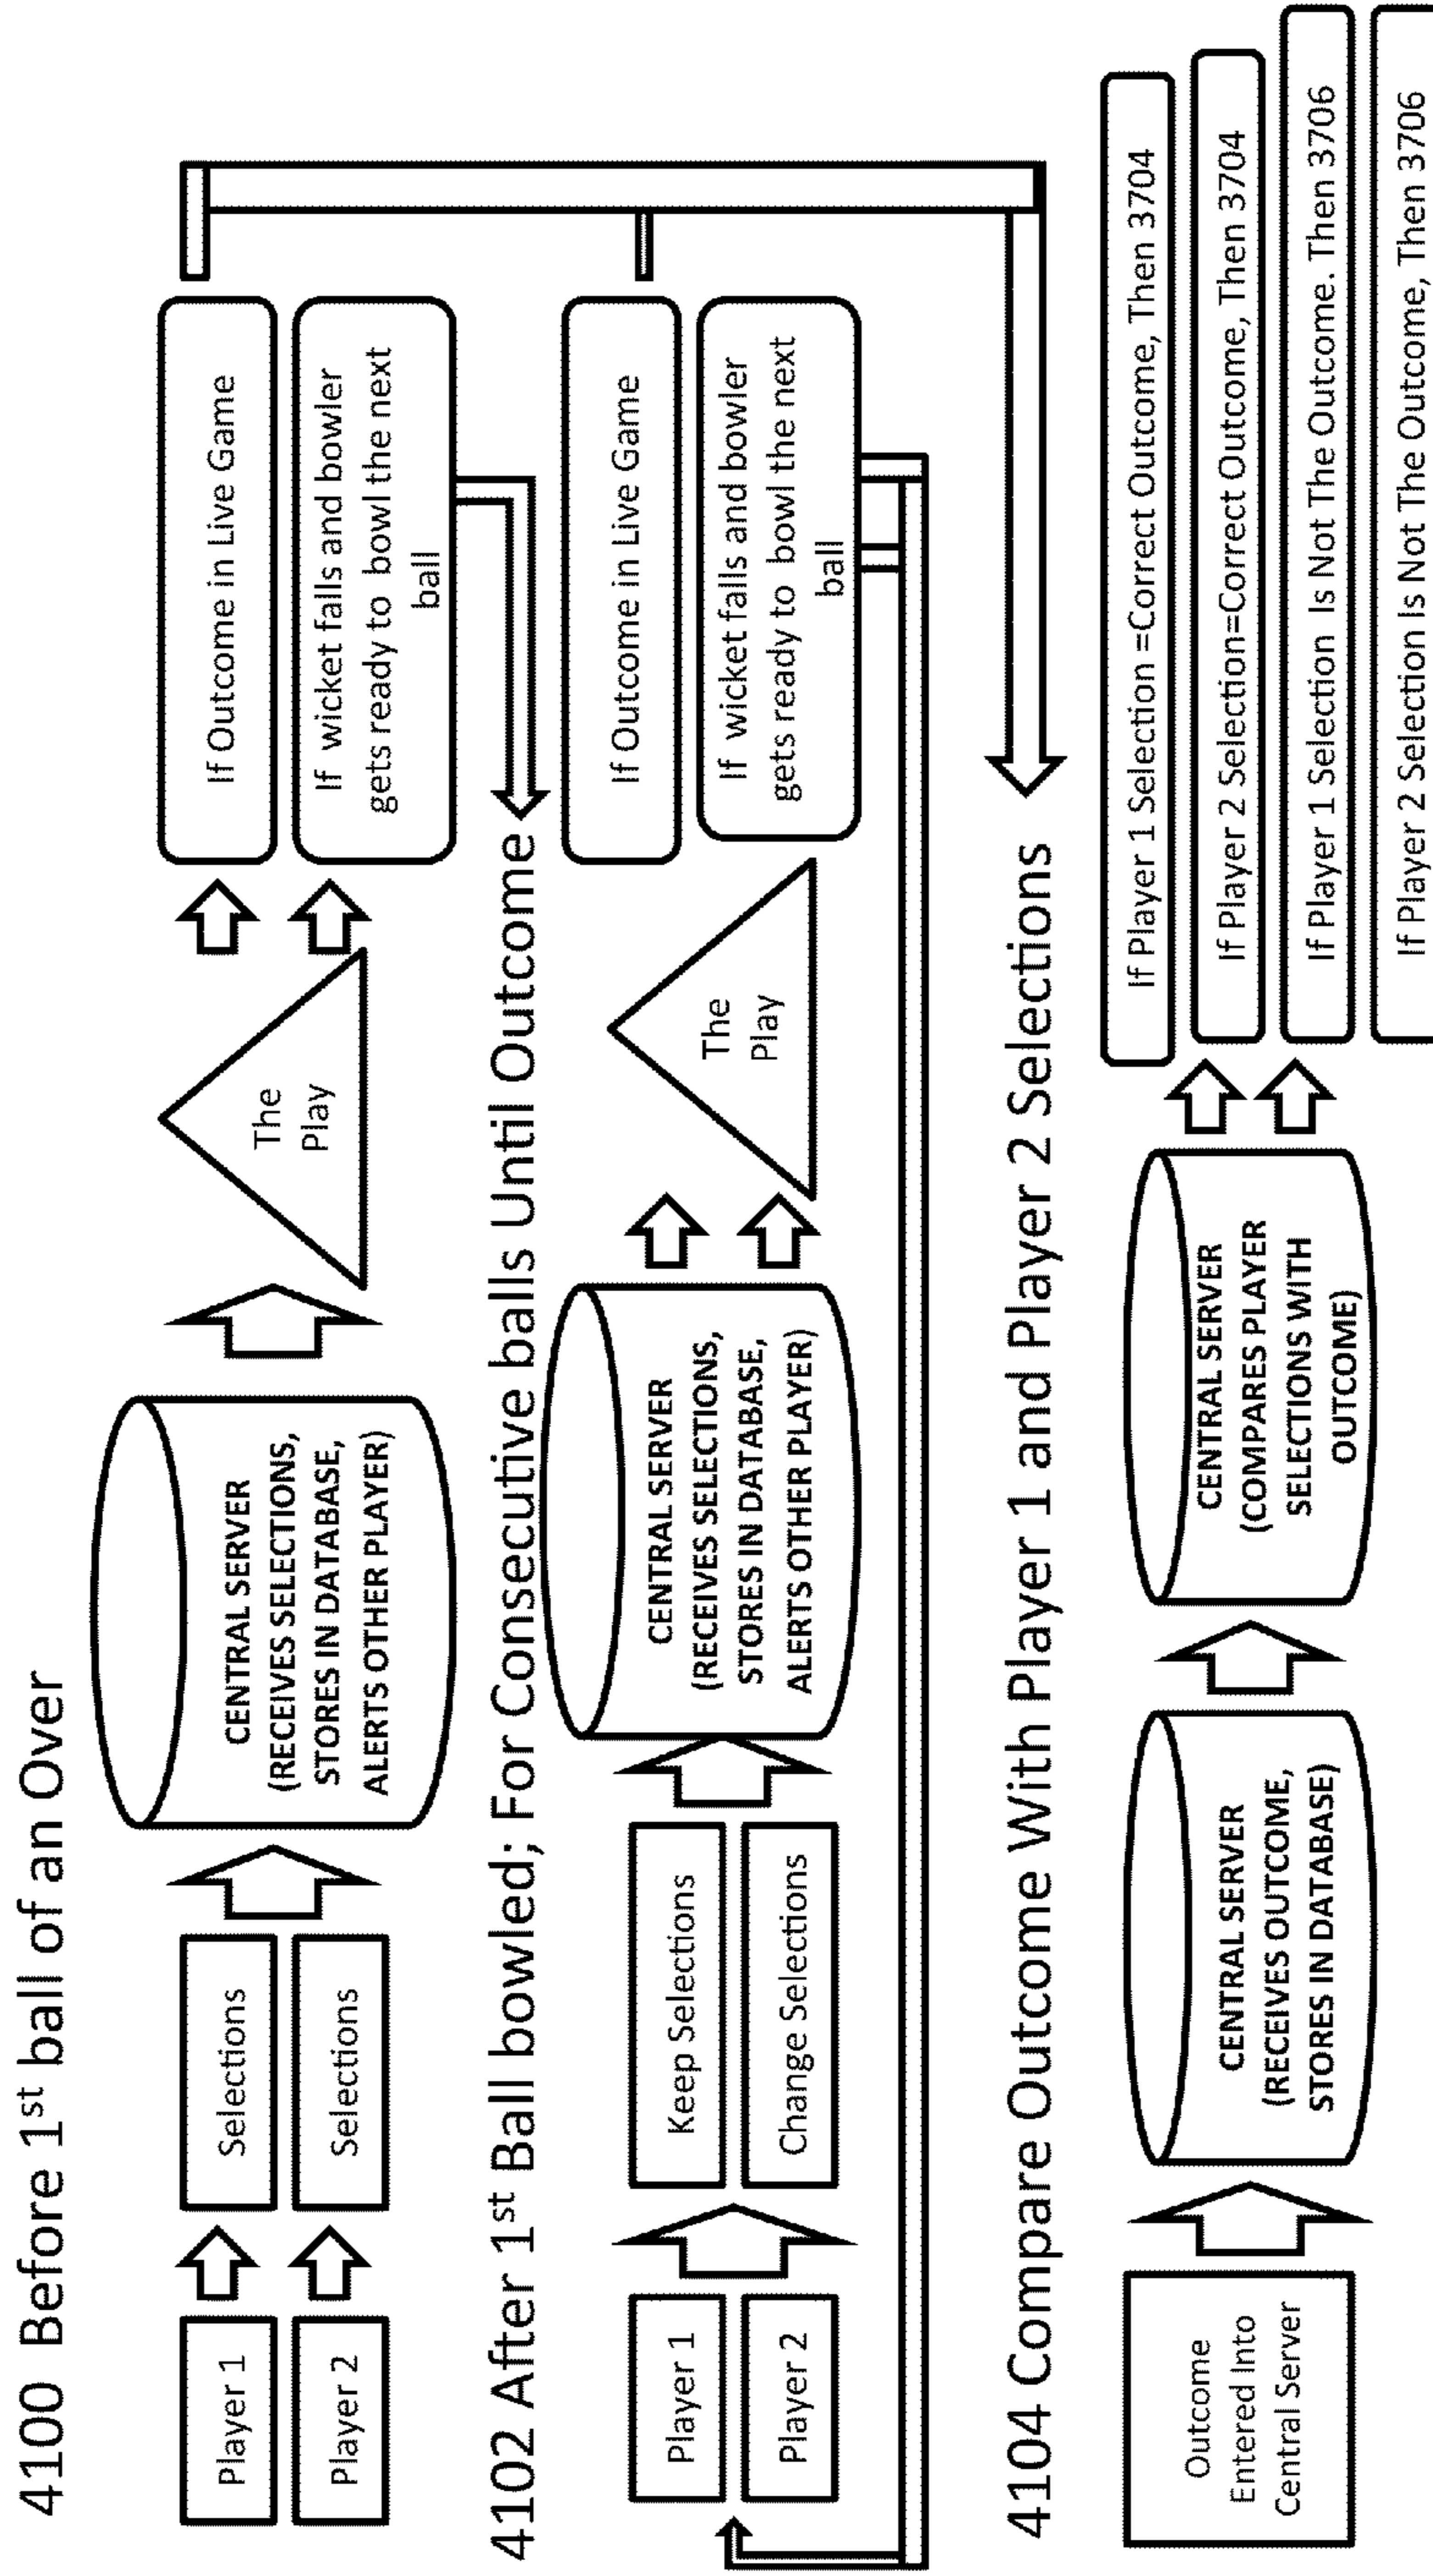 4100 Before 1st ball of an Over
Player 1
Player 2
Selections
Selections
CENTRAL SERVER
(RECEIVES SELECTIONS,
STORES IN DATABASE,
ALERTS OTHER PLAYER)
The
Play
If Outcome in Live Game
If wicket falls and bowler
gets ready to bowl the next
ball
4102 After 1st Ball bowled; For Consecutive balls Until Outcome
Player 1
Player 2
Keep Selections
Change Selections
CENTRAL SERVER
(RECEIVES SELECTIONS,
STORES IN DATABASE,
ALERTS OTHER PLAYER)
The
Play
If Outcome in Live Game
If wicket falls and bowler
gets ready to bowl the next
ball
4104 Compare Outcome With Player 1 and Player 2 Selections
Outcome
Entered Into
Central Server
CENTRAL SERVER
(RECEIVES OUTCOME,
STORES IN DATABASE)
CENTRAL SERVER
(COMPARES PLAYER
SELECTIONS WITH
OUTCOME)
If Player 1 Selection =Correct Outcome, Then 3704
If Player 2 Selection=Correct Outcome, Then 3704
If Player 1 Selection Is Not The Outcome. Then 3706
If Player 2 Selection Is Not The Outcome, Then 3706